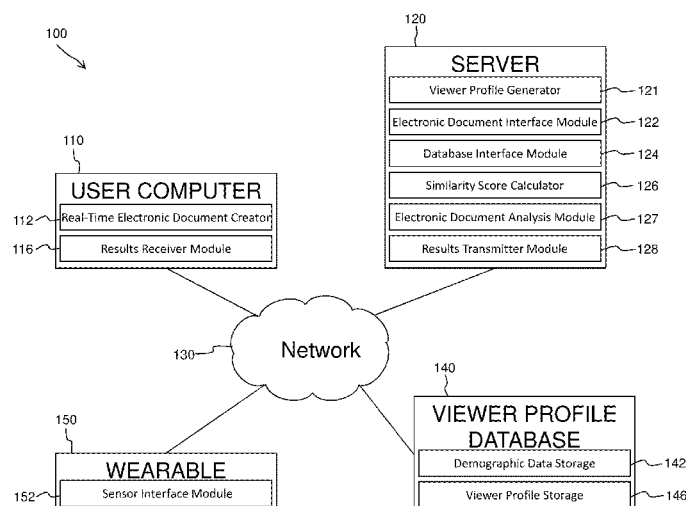 100
120
SERVER
Viewer Profile Generator
121
Electronic Document Interface Module
122
Database Interface Module
124
Similarity Score Calculator
126
Electronic Document Analysis Module
127
Results Transmitter Module
128
110
USER COMPUTER
112
Real-Time Electronic Document Creator
116
Results Receiver Module
130
Network
140
VIEWER PROFILE
DATABASE
Demographic Data Storage
142
Viewer Profile Storage
146
150
WEARABLE
152
Sensor Interface Module